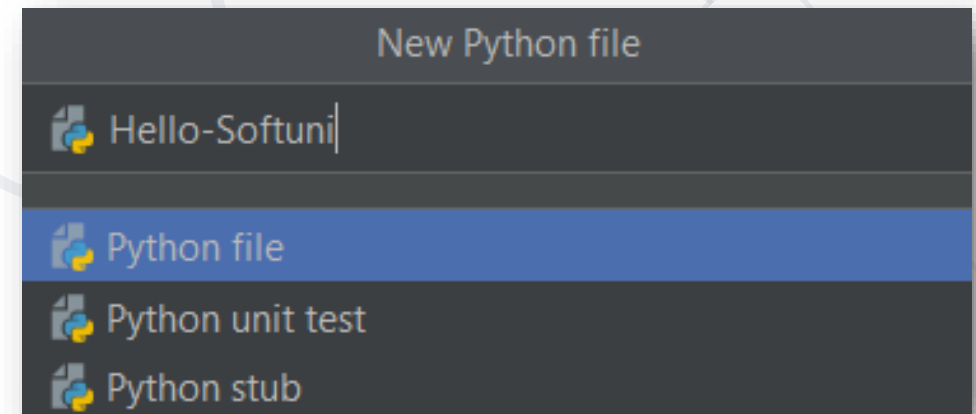 New Python file
Hello-Softuni
Python file
Python unit test
Python stub